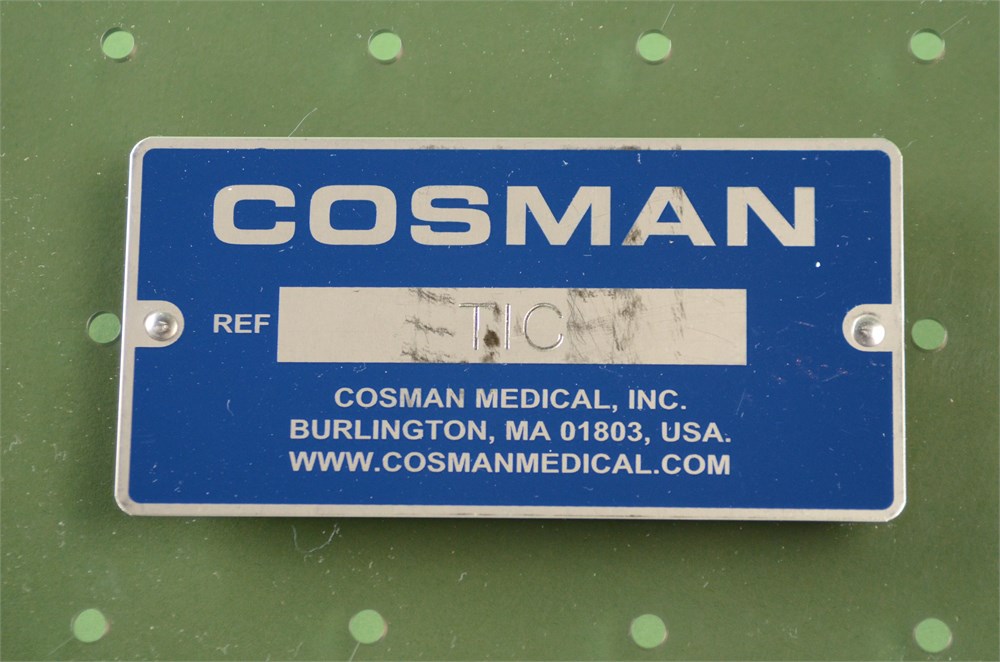 COSMAN
REF TIC
COSMAN MEDICAL, INC.
BURLINGTON, MA 01803, USA.
WWW.COSMANMEDICAL.COM